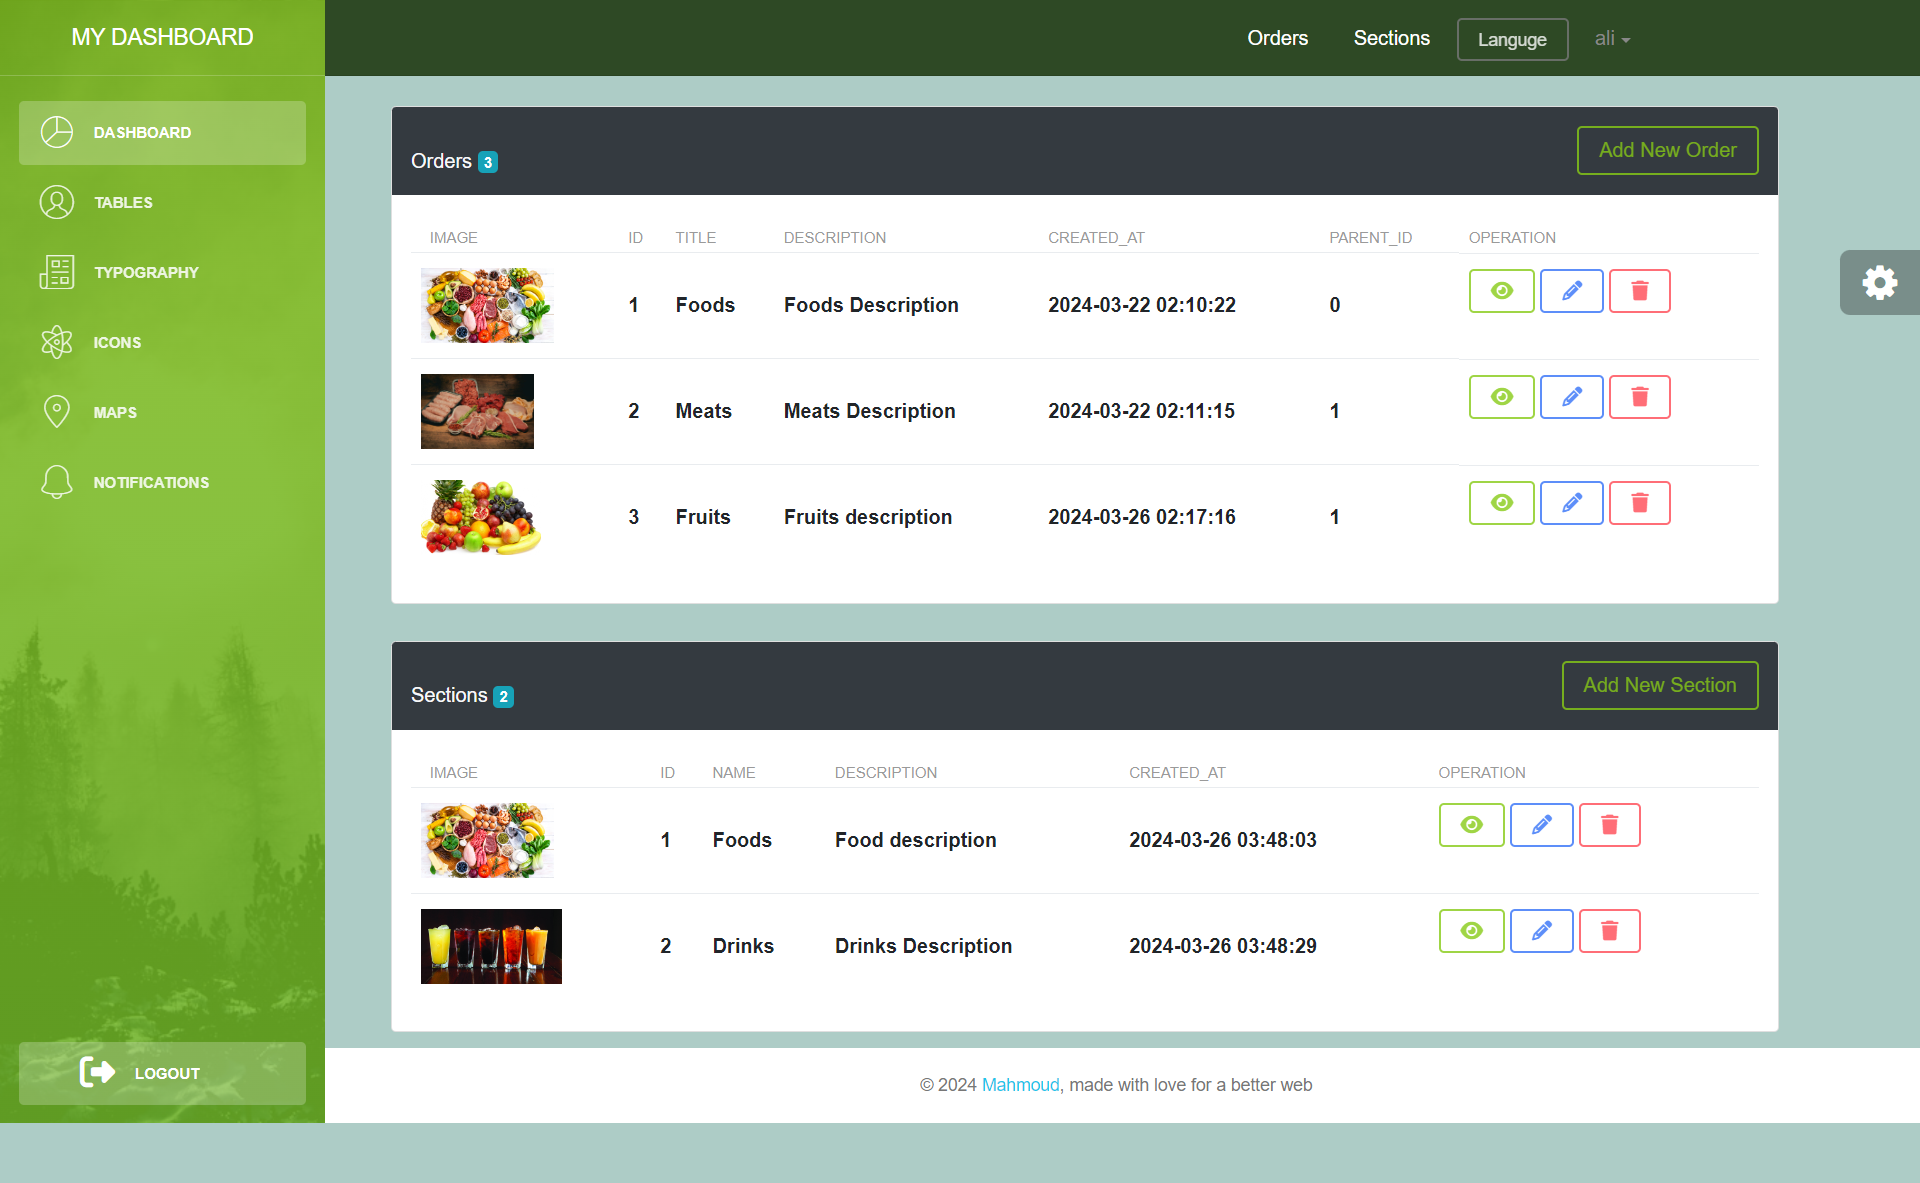 MY DASHBOARD
Orders Sections Languge ali
DASHBOARD
TABLES
TYPOGRAPHY
ICONS
MAPS
NOTIFICATIONS
LOGOUT
Orders 3
Add New Order
IMAGE ID TITLE DESCRIPTION CREATED_AT PARENT_ID OPERATION
1 Foods Foods Description 2024-03-22 02:10:22 0
2 Meats Meats Description 2024-03-22 02:11:15 1
3 Fruits Fruits description 2024-03-26 02:17:16 1
Sections 2
Add New Section
IMAGE ID NAME DESCRIPTION CREATED_AT OPERATION
1 Foods Food description 2024-03-26 03:48:03
2 Drinks Drinks Description 2024-03-26 03:48:29
© 2024 Mahmoud, made with love for a better web